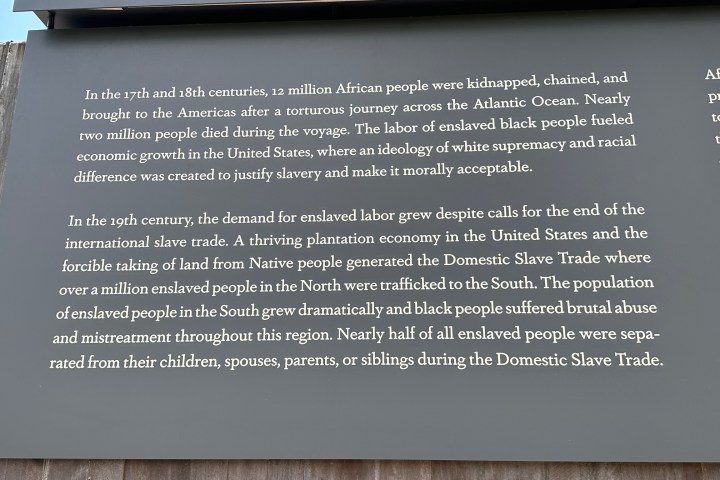 In the 17th and 18th centuries, 12 million African people were kidnapped, chained, and
brought to the Americas after a torturous journey across the Atlantic Ocean. Nearly
two million people died during the voyage. The labor of enslaved black people fueled
economic growth in the United States, where an ideology of white supremacy and racial
difference was created to justify slavery and make it morally acceptable.
In the 19th century, the demand for enslaved labor grew despite calls for the end of the
international slave trade. A thriving plantation economy in the United States and the
forcible taking of land from Native people generated the Domestic Slave Trade where
over a million enslaved people in the North were trafficked to the South. The population
of enslaved people in the South grew dramatically and black people suffered brutal abuse
and mistreatment throughout this region. Nearly half of all enslaved people were sepa-
rated from their children, spouses, parents, or siblings during the Domestic Slave Trade.